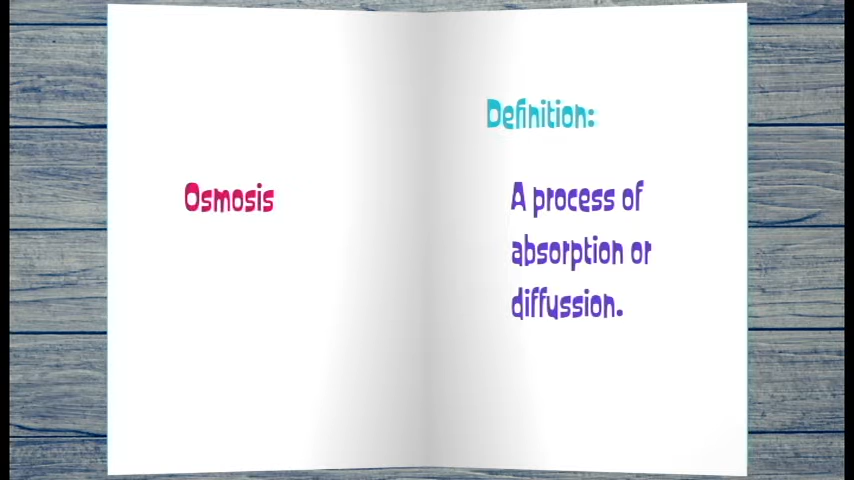 Osmosis
Definition:
A process of
absorption or
diffussion.